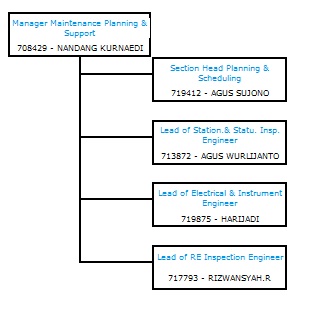 Manager Maintenance Planning &
Support
708429 - NANDANG KURNAEDI
Section Head Planning &
Scheduling
719412 - AGUS SUJONO
Lead of Station.& Statu. Insp.
Engineer
713872 - AGUS WURLIJANTO
Lead of Electrical & Instrument
Engineer
719875 - HARIJADI
Lead of RE Inspection Engineer
717793 - RIZWANSYAH.R